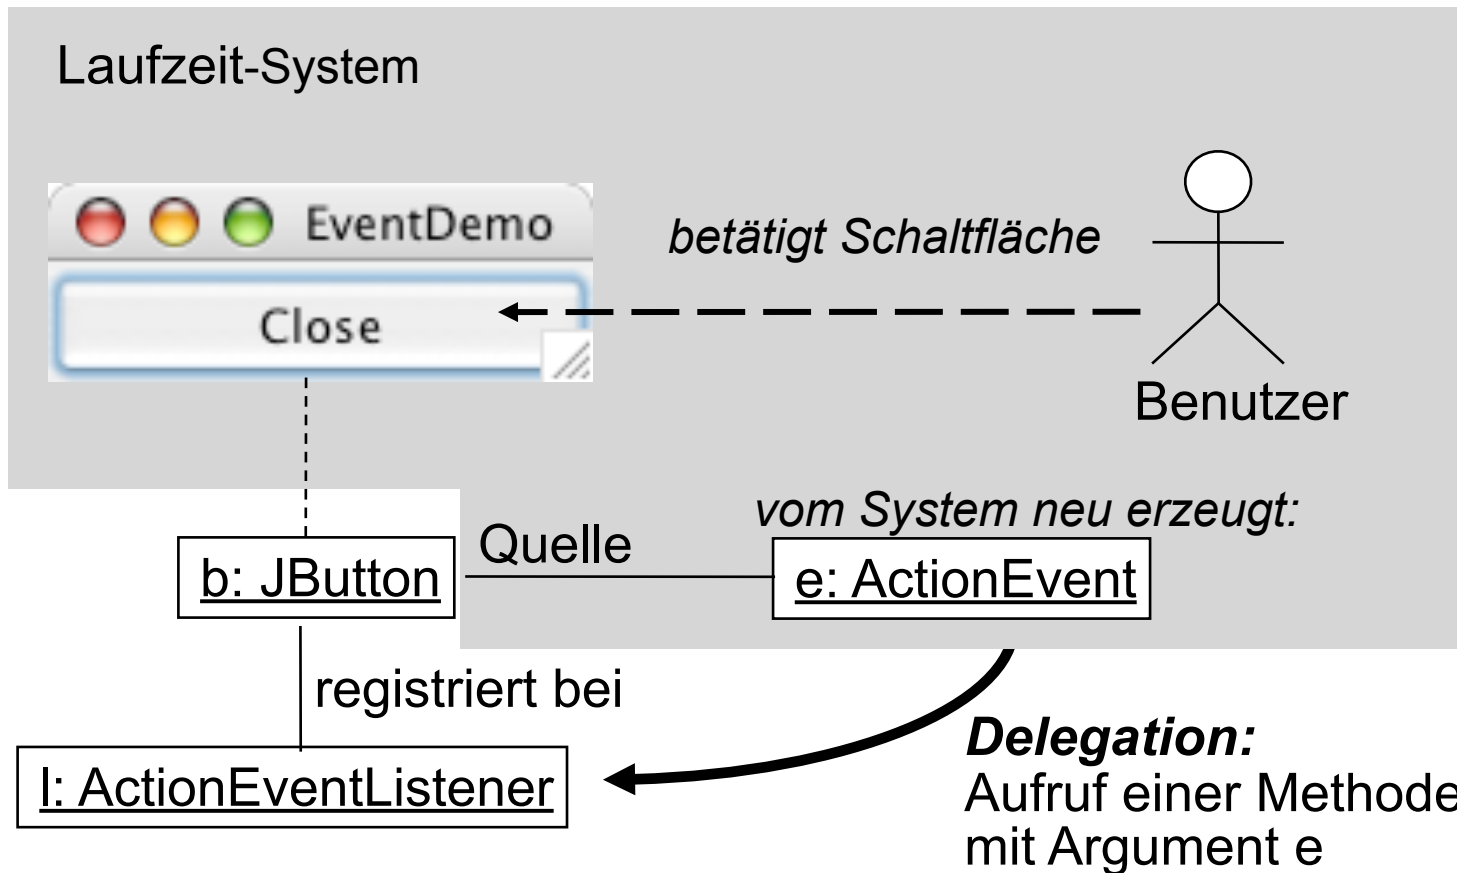 Laufzeit-System
EventDemo
betätigt Schaltfläche
Close
Benutzer
vom System neu erzeugt:
Quelle
b: JButton
e: ActionEvent
registriert bei
Delegation:
l: ActionEventListener
Aufruf einer Methode
mit Argument e